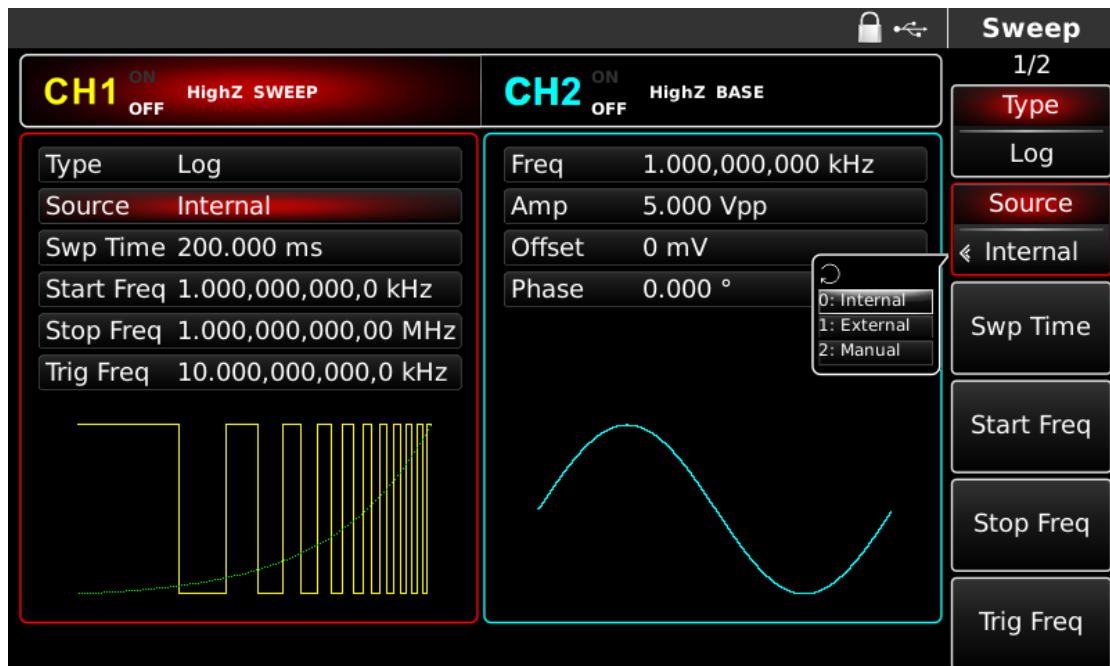 Sweep
1/2
CH1 ON OFF HighZ SWEEP
CH2 ON OFF HighZ BASE
Type Log
Source Internal
Swp Time 200.000 ms
Start Freq 1.000,000,000,0 kHz
Stop Freq 1.000,000,000,00 MHz
Trig Freq 10.000,000,000,0 kHz
Freq 1.000,000,000 kHz
Amp 5.000 Vpp
Offset 0 mV
Phase 0.000 °
0: Internal
1: External
2: Manual
Type
Log
Source
Internal
Swp Time
Start Freq
Stop Freq
Trig Freq